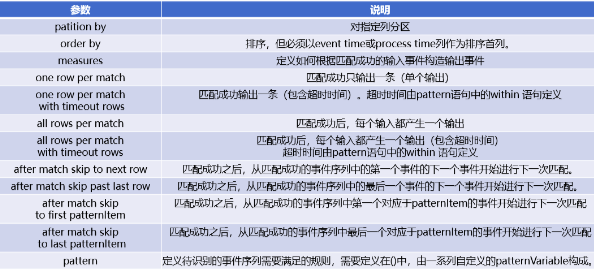 参数 说明
patition by 对指定列分区
order by 排序，但必须以event time或process time列作为排序首列。
measures 定义如何根据匹配成功的输入事件构造输出事件
one row per match 匹配成功只输出一条（单个输出）
one row per match
with timeout rows
匹配成功输出一条（包含超时时间）。超时时间由pattern语句中的within 语句定义
all rows per match 匹配成功后，每个输入都产生一个输出
all rows per match
with timeout rows
匹配成功后，每个输入都产生一个输出（包含超时时间）
超时时间由pattern语句中的within 语句定义
after match skip to next row 匹配成功之后，从匹配成功的事件序列中的第一个事件的下一个事件开始进行下一次匹配。
after match skip past last row 匹配成功之后，从匹配成功的事件序列中的最后一个事件的下一个事件开始进行下一次匹配。
after match skip
to first patternItem
匹配成功之后，从匹配成功的事件序列中第一个对应于patternItem的事件开始进行下一次匹配
after match skip
to last patternItem
匹配成功之后，从匹配成功的事件序列中最后一个对应于patternItem的事件开始进行下一次匹配
pattern 定义待识别的事件序列需要满足的规则，需要定义在()中，由一系列自定义的patternVariable构成。